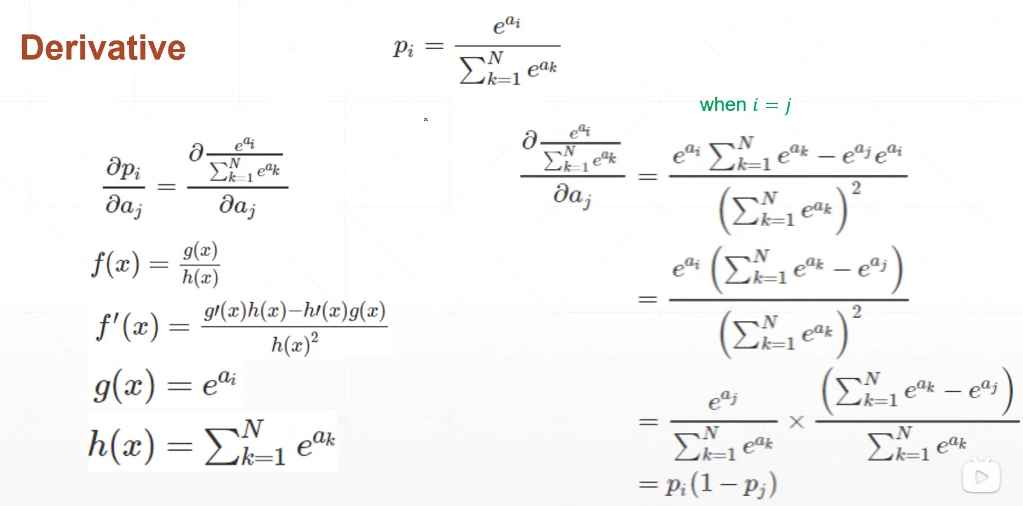 Derivative
p_i = \frac{e^{a_i}}{\sum_{k=1}^{N} e^{a_k}}
\frac{\partial p_i}{\partial a_j} = \frac{\partial \frac{e^{a_i}}{\sum_{k=1}^{N} e^{a_k}}}{\partial a_j}
f(x) = \frac{g(x)}{h(x)}
f'(x) = \frac{g\prime(x)h(x) - h\prime(x)g(x)}{h(x)^2}
g(x) = e^{a_i}
h(x) = \sum_{k=1}^{N} e^{a_k}
when i = j
\frac{\partial \frac{e^{a_i}}{\sum_{k=1}^{N} e^{a_k}}}{\partial a_j} = \frac{e^{a_i} \sum_{k=1}^{N} e^{a_k} - e^{a_j} e^{a_i}}{\left(\sum_{k=1}^{N} e^{a_k}\right)^2}
= \frac{e^{a_i} \left(\sum_{k=1}^{N} e^{a_k} - e^{a_j}\right)}{\left(\sum_{k=1}^{N} e^{a_k}\right)^2}
= \frac{e^{a_j}}{\sum_{k=1}^{N} e^{a_k}} \times \frac{\left(\sum_{k=1}^{N} e^{a_k} - e^{a_j}\right)}{\sum_{k=1}^{N} e^{a_k}}
= p_i(1 - p_j)